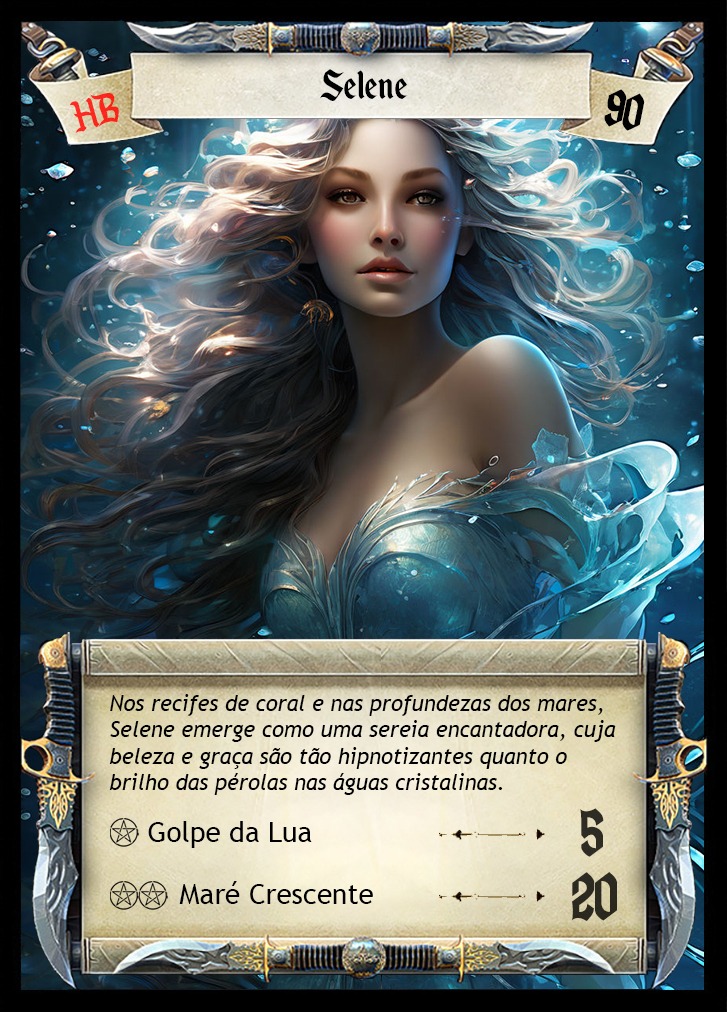 Selene
HB
90
Nos recifes de coral e nas profundezas dos mares,
Selene emerge como uma sereia encantadora, cuja
beleza e graça são tão hipnotizantes quanto o
brilho das pérolas nas águas cristalinas.
Golpe da Lua 5
Maré Crescente 20